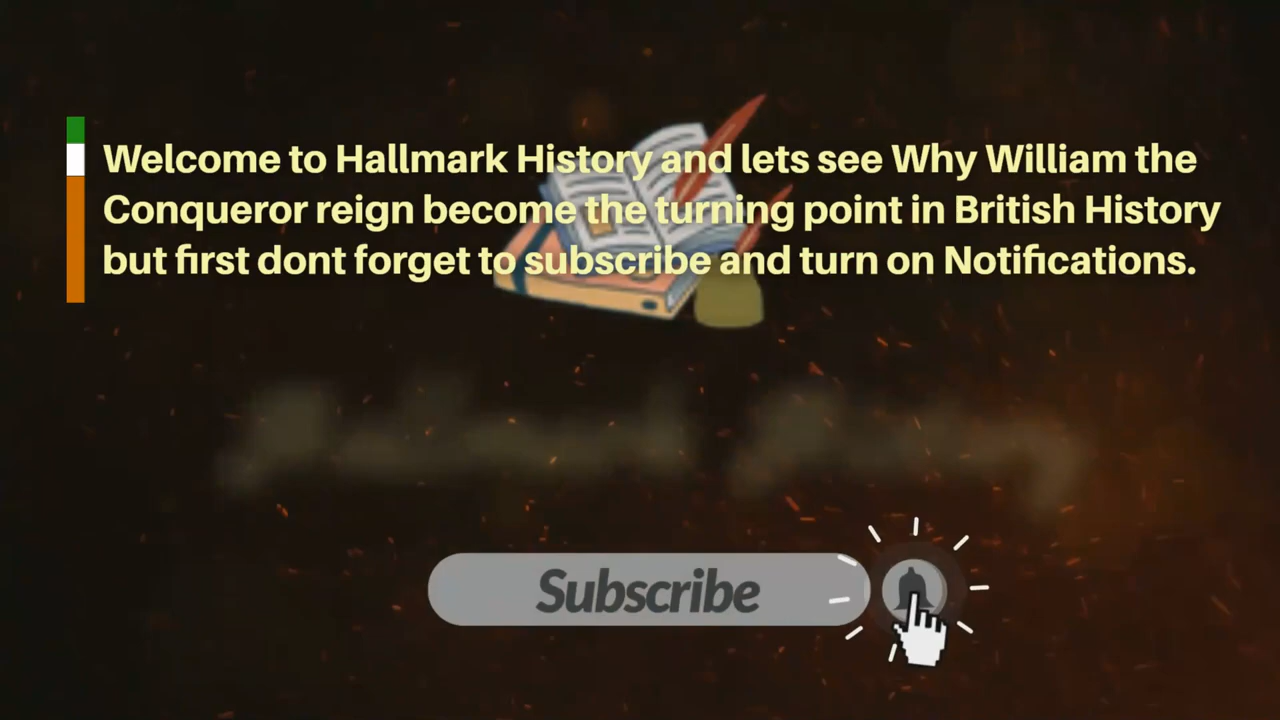 Welcome to Hallmark History and lets see Why William the
Conqueror reign become the turning point in British History
but first dont forget to subscribe and turn on Notifications.
Subscribe